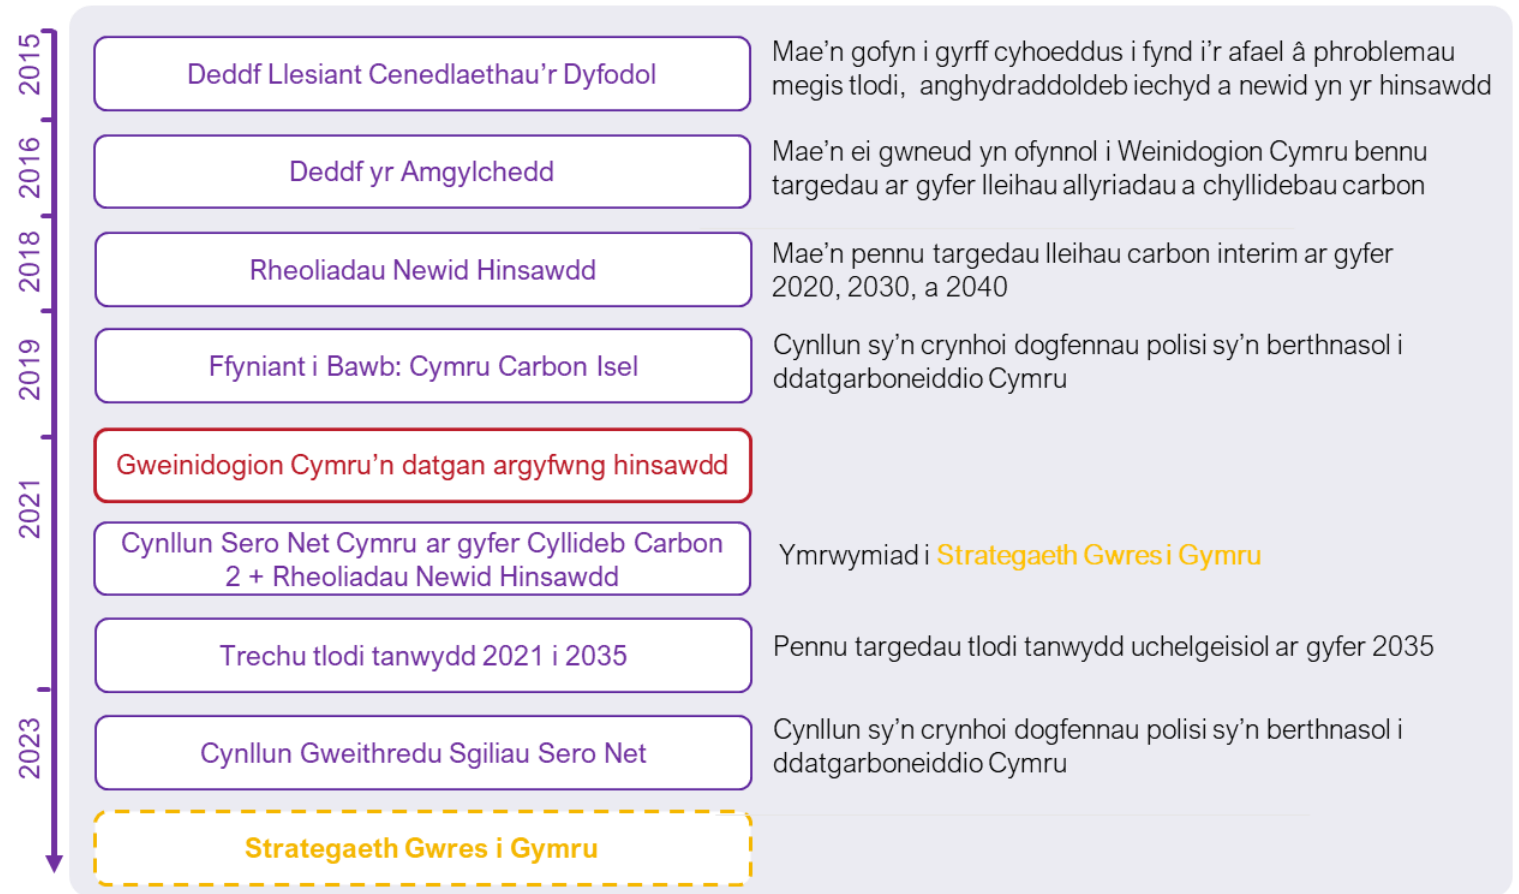 2015
Deddf Llesiant Cenedlaethau’r Dyfodol
Mae’n gofyn i gyrff cyhoeddus i fynd i’r afael â phroblemau
megis tlodi, anghydraddoldeb iechyd a newid yn yr hinsawdd
2016
Deddf yr Amgylchedd
Mae’n ei gwneud yn ofynnol i Weinidogion Cymru bennu
targedau ar gyfer lleihau allyriadau a chyllidebau carbon
2018
Rheoliadau Newid Hinsawdd
Mae’n pennu targedau lleihau carbon interim ar gyfer
2020, 2030, a 2040
2019
Ffyniant i Bawb: Cymru Carbon Isel
Cynllun sy’n crynhoi dogfennau polisi sy’n berthnasol i
ddatgarboneiddio Cymru
2021
Gweinidogion Cymru’n datgan argyfwng hinsawdd
Cynllun Sero Net Cymru ar gyfer Cyllideb Carbon
2 + Rheoliadau Newid Hinsawdd
Ymrwymiad i Strategaeth Gwres i Gymru
Trechu tlodi tanwydd 2021 i 2035
Pennu targedau tlodi tanwydd uchelgeisiol ar gyfer 2035
2023
Cynllun Gweithredu Sgiliau Sero Net
Cynllun sy’n crynhoi dogfennau polisi sy’n berthnasol i
ddatgarboneiddio Cymru
Strategaeth Gwres i Gymru